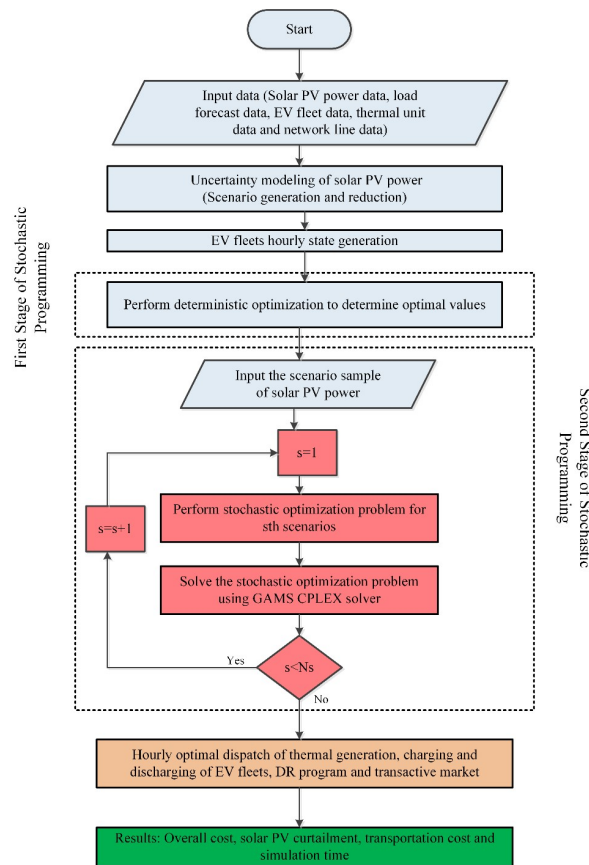 Start
Input data (Solar PV power data, load
forecast data, EV fleet data, thermal unit
data and network line data)
Uncertainty modeling of solar PV power
(Scenario generation and reduction)
EV fleets hourly state generation
First Stage of Stochastic
Programming
Perform deterministic optimization to determine optimal values
Input the scenario sample
of solar PV power
s=1
s=s+1
Perform stochastic optimization problem for
sth scenarios
Solve the stochastic optimization problem
using GAMS CPLEX solver
Second Stage of Stochastic
Programming
Yes
s<Ns
No
Hourly optimal dispatch of thermal generation, charging and
discharging of EV fleets, DR program and transactive market
Results: Overall cost, solar PV curtailment, transportation cost and
simulation time